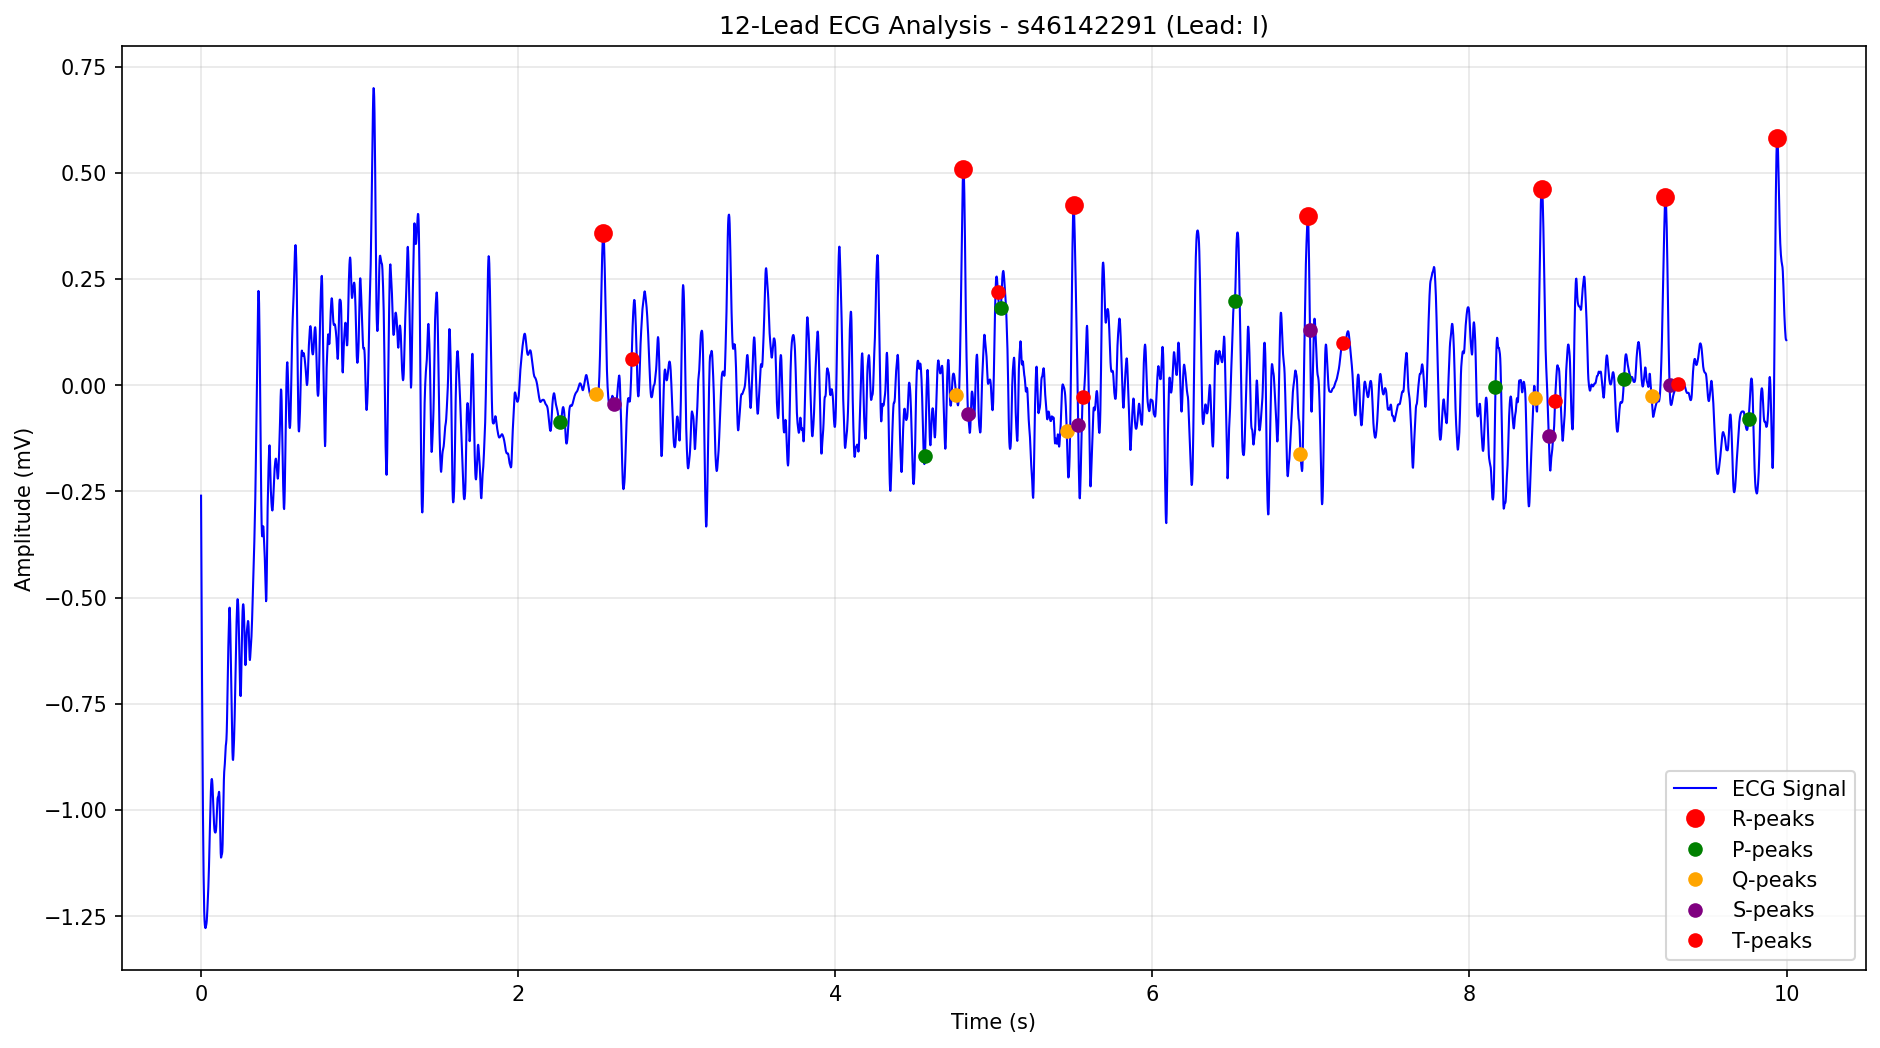 12-Lead ECG Analysis - s46142291 (Lead: I)
Amplitude (mV)
0.75
0.50
0.25
0.00
−0.25
−0.50
−0.75
−1.00
−1.25
ECG Signal
R-peaks
P-peaks
Q-peaks
S-peaks
T-peaks
0 2 4 6 8 10
Time (s)